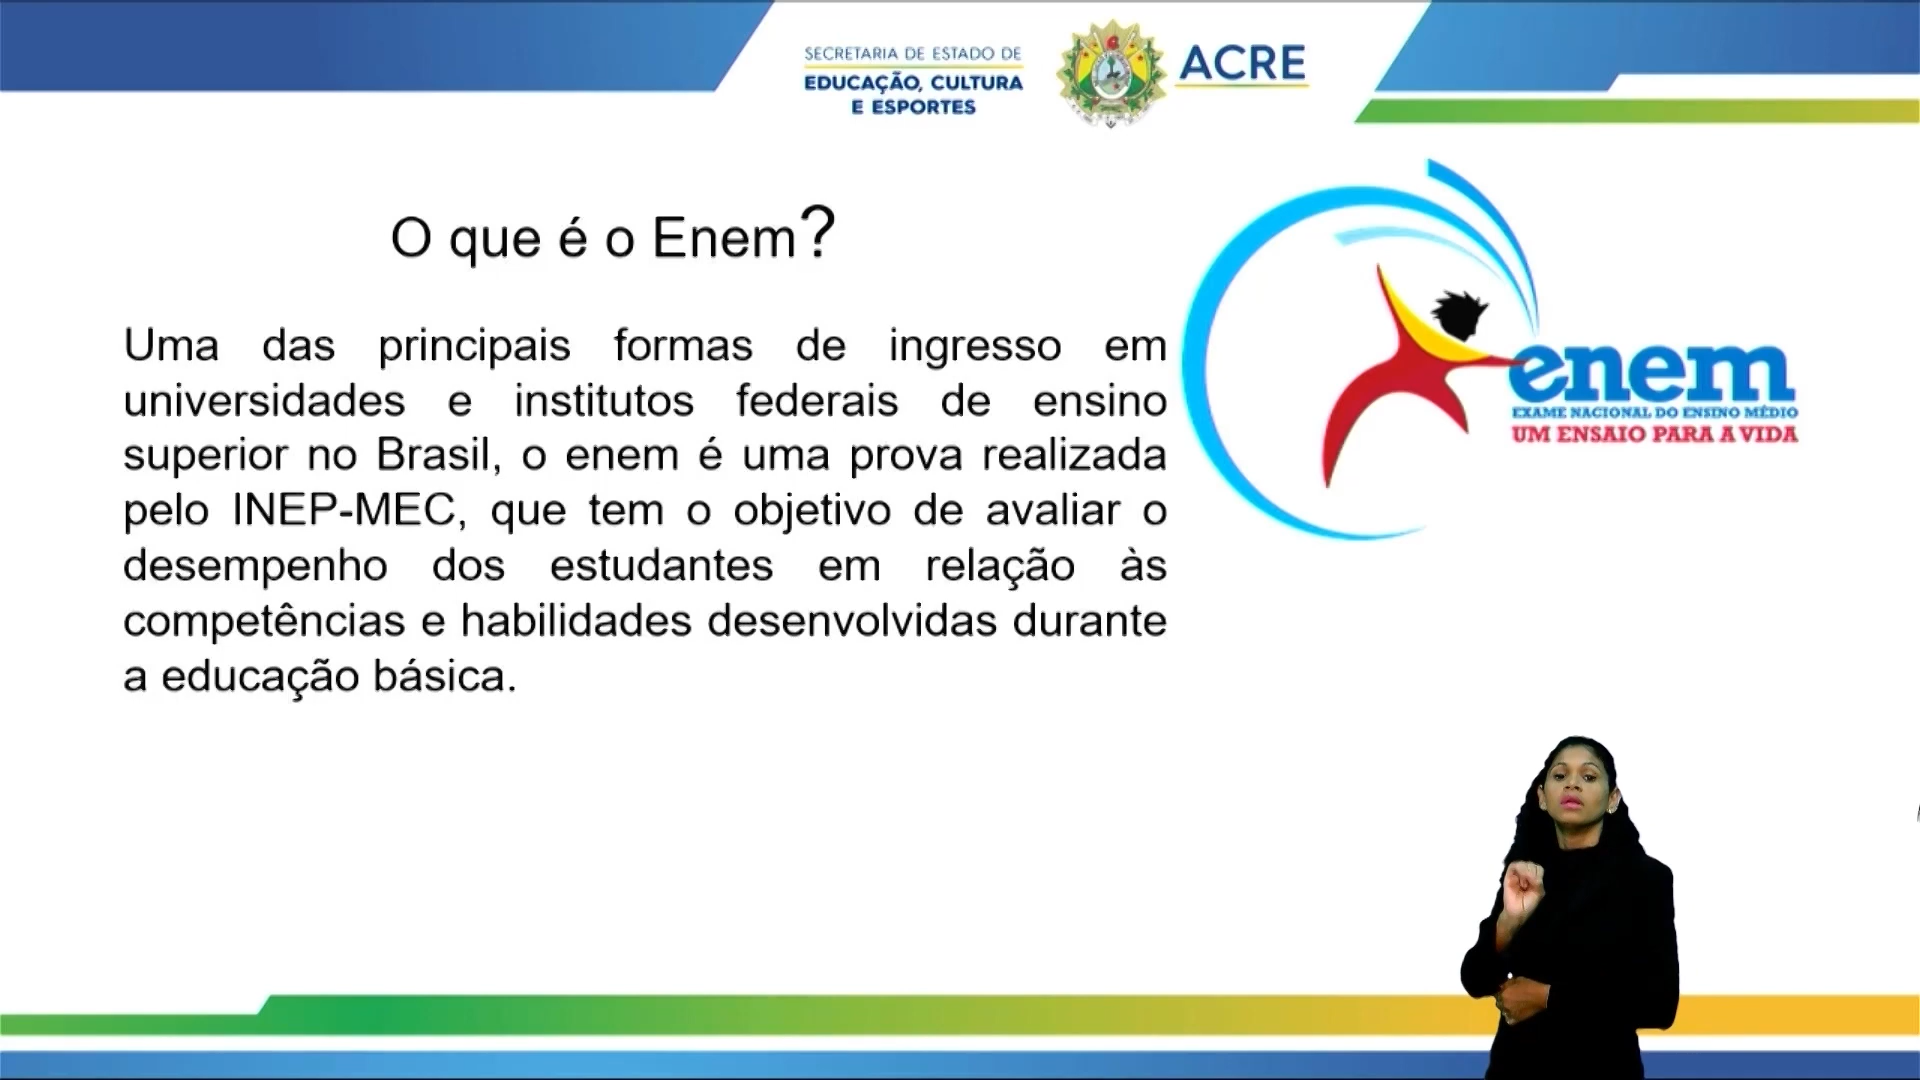 SECRETARIA DE ESTADO DE
EDUCAÇÃO, CULTURA
E ESPORTES
ACRE
O que é o Enem?
Uma das principais formas de ingresso em
universidades e institutos federais de ensino
superior no Brasil, o enem é uma prova realizada
pelo INEP-MEC, que tem o objetivo de avaliar o
desempenho dos estudantes em relação às
competências e habilidades desenvolvidas durante
a educação básica.
enem
EXAME NACIONAL DO ENSINO MÉDIO
UM ENSAIO PARA A VIDA